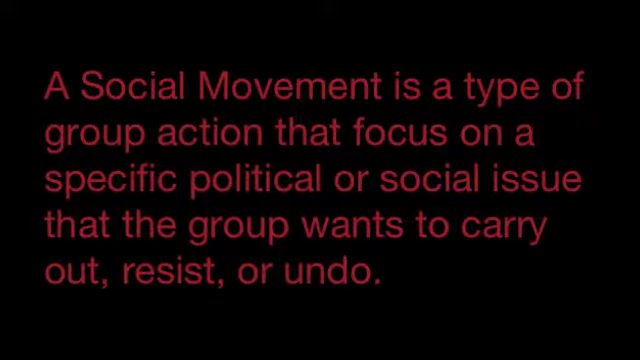 A Social Movement is a type of
group action that focus on a
specific political or social issue
that the group wants to carry
out, resist, or undo.